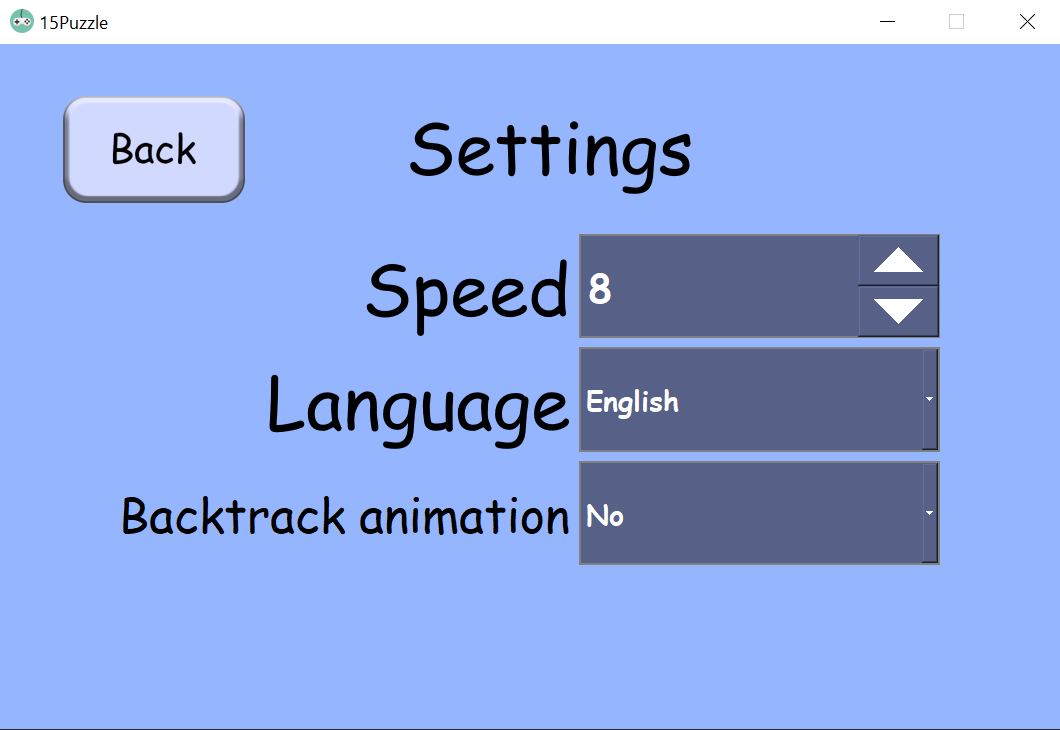 15Puzzle
Back
Settings
Speed 8
Language English
Backtrack animation No